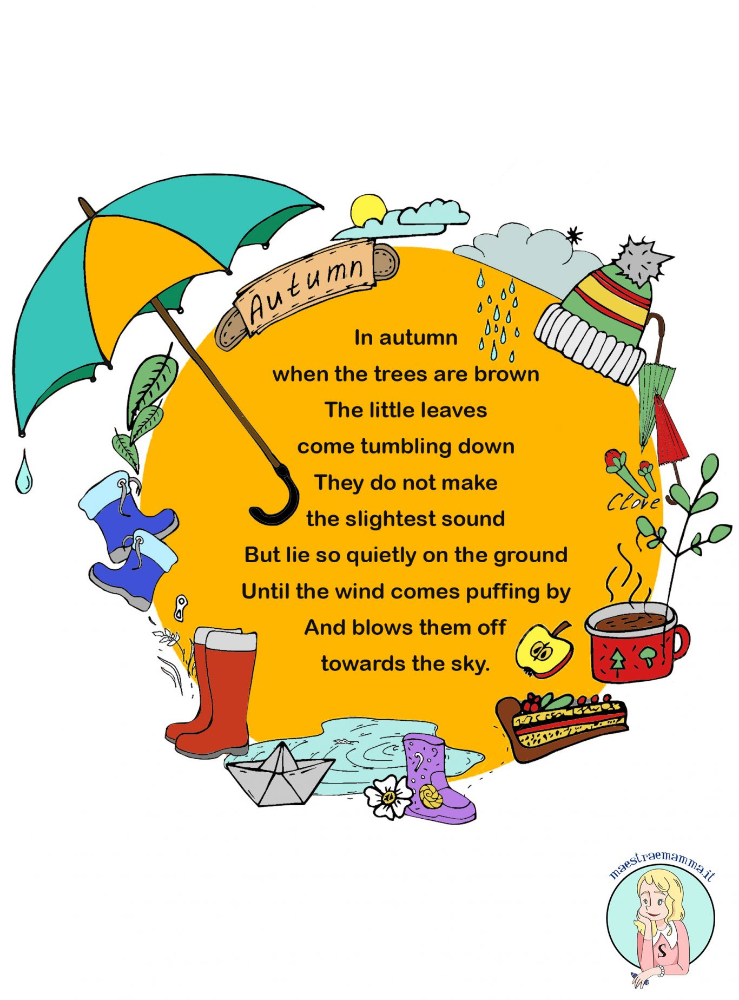 Autumn
In autumn
when the trees are brown
The little leaves
come tumbling down
They do not make
the slightest sound
But lie so quietly on the ground
Until the wind comes puffing by
And blows them off
towards the sky.
Clove
maestraemamma.it
S